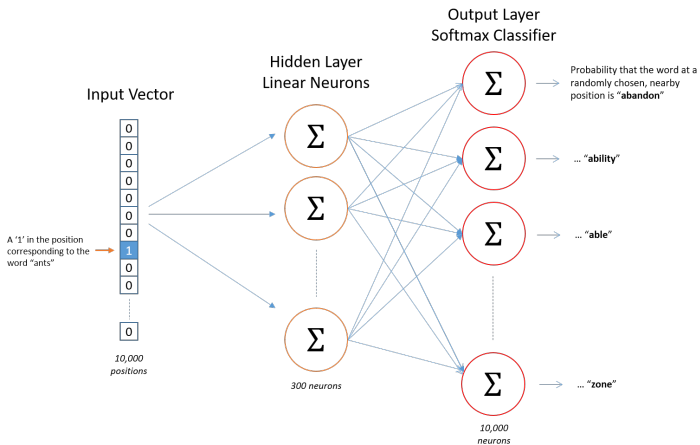 Input Vector
0
0
0
0
0
0
0
1
0
0
0
A ‘1’ in the position
corresponding to the
word “ants”
10,000
positions
Hidden Layer
Linear Neurons
Σ
Σ
Σ
300 neurons
Output Layer
Softmax Classifier
Σ
Σ
Σ
Σ
10,000
neurons
Probability that the word at a
randomly chosen, nearby
position is “abandon”
... “ability”
... “able”
... “zone”